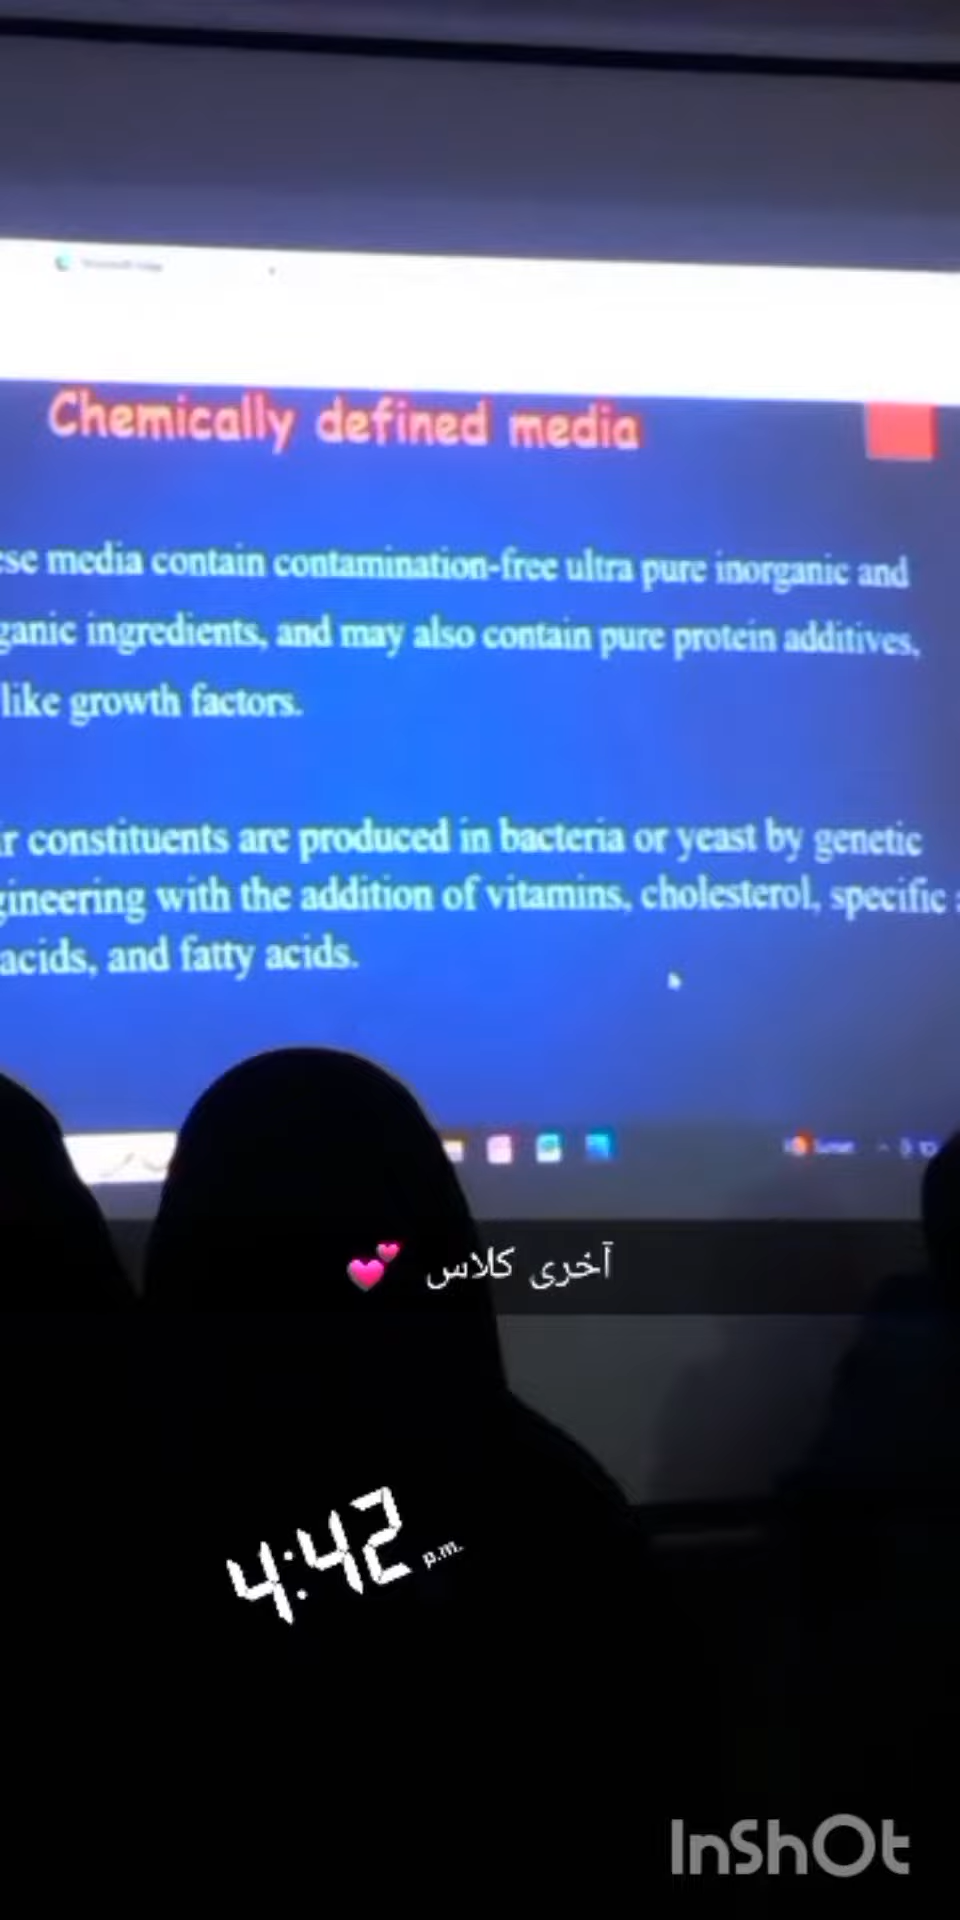 Chemically defined media
ese media contain contamination-free ultra pure inorganic and
ganic ingredients, and may also contain pure protein additives,
like growth factors.
r constituents are produced in bacteria or yeast by genetic
gineering with the addition of vitamins, cholesterol, specific
acids, and fatty acids.
آخری کلاس 💕
4:42 p.m.
InShOt